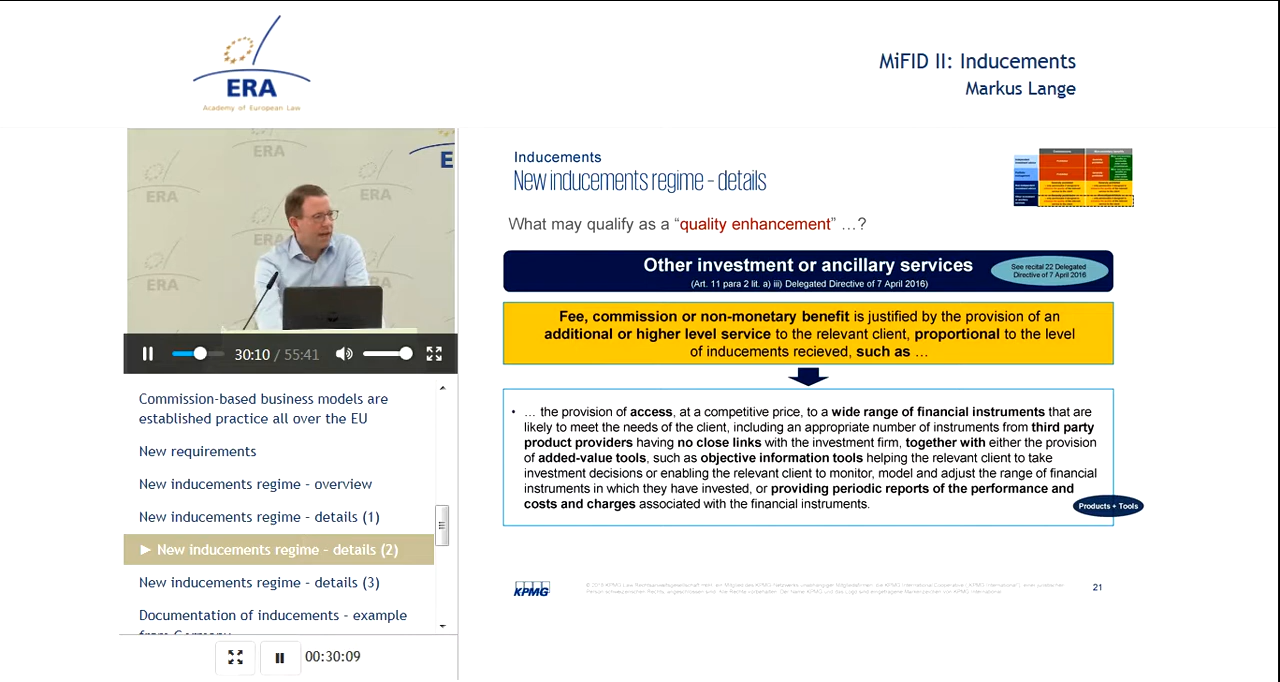 ERA
Academy of European Law
MiFID II: Inducements
Markus Lange
ERA
ERA
ERA
ERA
ERA
E
30:10 / 55:41
Commission-based business models are
established practice all over the EU
New requirements
New inducements regime – overview
New inducements regime – details (1)
► New inducements regime – details (2)
New inducements regime – details (3)
Documentation of inducements – example
from Germany
00:30:09
Inducements
New inducements regime – details
What may qualify as a “quality enhancement” …?
Other investment or ancillary services
(Art. 11 para 2 lit. a) iii) Delegated Directive of 7 April 2016)
See recital 22 Delegated
Directive of 7 April 2016
Fee, commission or non-monetary benefit is justified by the provision of an
additional or higher level service to the relevant client, proportional to the level
of inducements recieved, such as …
• … the provision of access, at a competitive price, to a wide range of financial instruments that are
likely to meet the needs of the client, including an appropriate number of instruments from third party
product providers having no close links with the investment firm, together with either the provision
of added-value tools, such as objective information tools helping the relevant client to take
investment decisions or enabling the relevant client to monitor, model and adjust the range of financial
instruments in which they have invested, or providing periodic reports of the performance and
costs and charges associated with the financial instruments.
Products + Tools
KPMG
21